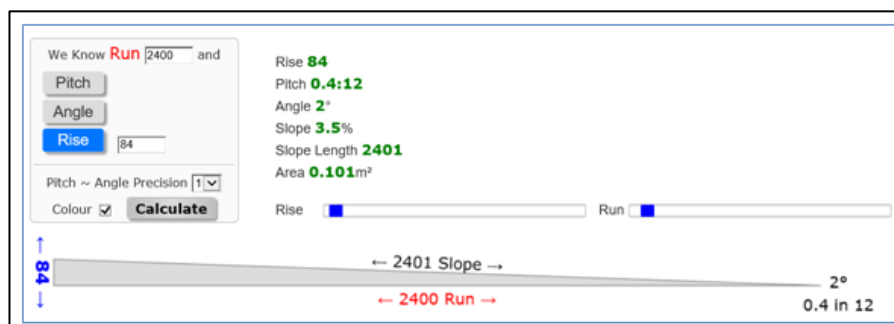 We Know Run 2400 and
Pitch
Angle
Rise 84
Pitch ~ Angle Precision 1
Colour Calculate
Rise 84
Pitch 0.4:12
Angle 2°
Slope 3.5%
Slope Length 2401
Area 0.101m²
Rise Run
← 84 →
← 2401 Slope →
← 2400 Run →
2°
0.4 in 12